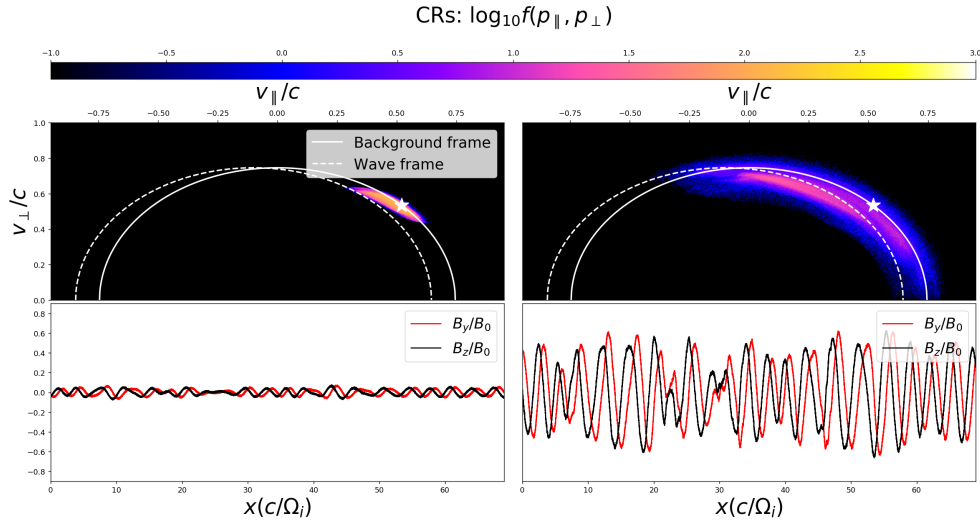 CRs: log₁₀f(p∥, p⊥)
−1.0 −0.5 0.0 0.5 1.0 1.5 2.0 2.5 3.0
v∥/c v∥/c
−0.75 −0.50 −0.25 0.00 0.25 0.50 0.75 −0.75 −0.50 −0.25 0.00 0.25 0.50 0.75
1.0
0.8
0.6
0.4
0.2
0.0
v⊥/c
Background frame
Wave frame
0.8
0.6
0.4
0.2
0.0
−0.2
−0.4
−0.6
−0.8
By/B0
Bz/B0
By/B0
Bz/B0
0 10 20 30 40 50 60 0 10 20 30 40 50 60
x(c/Ωi) x(c/Ωi)